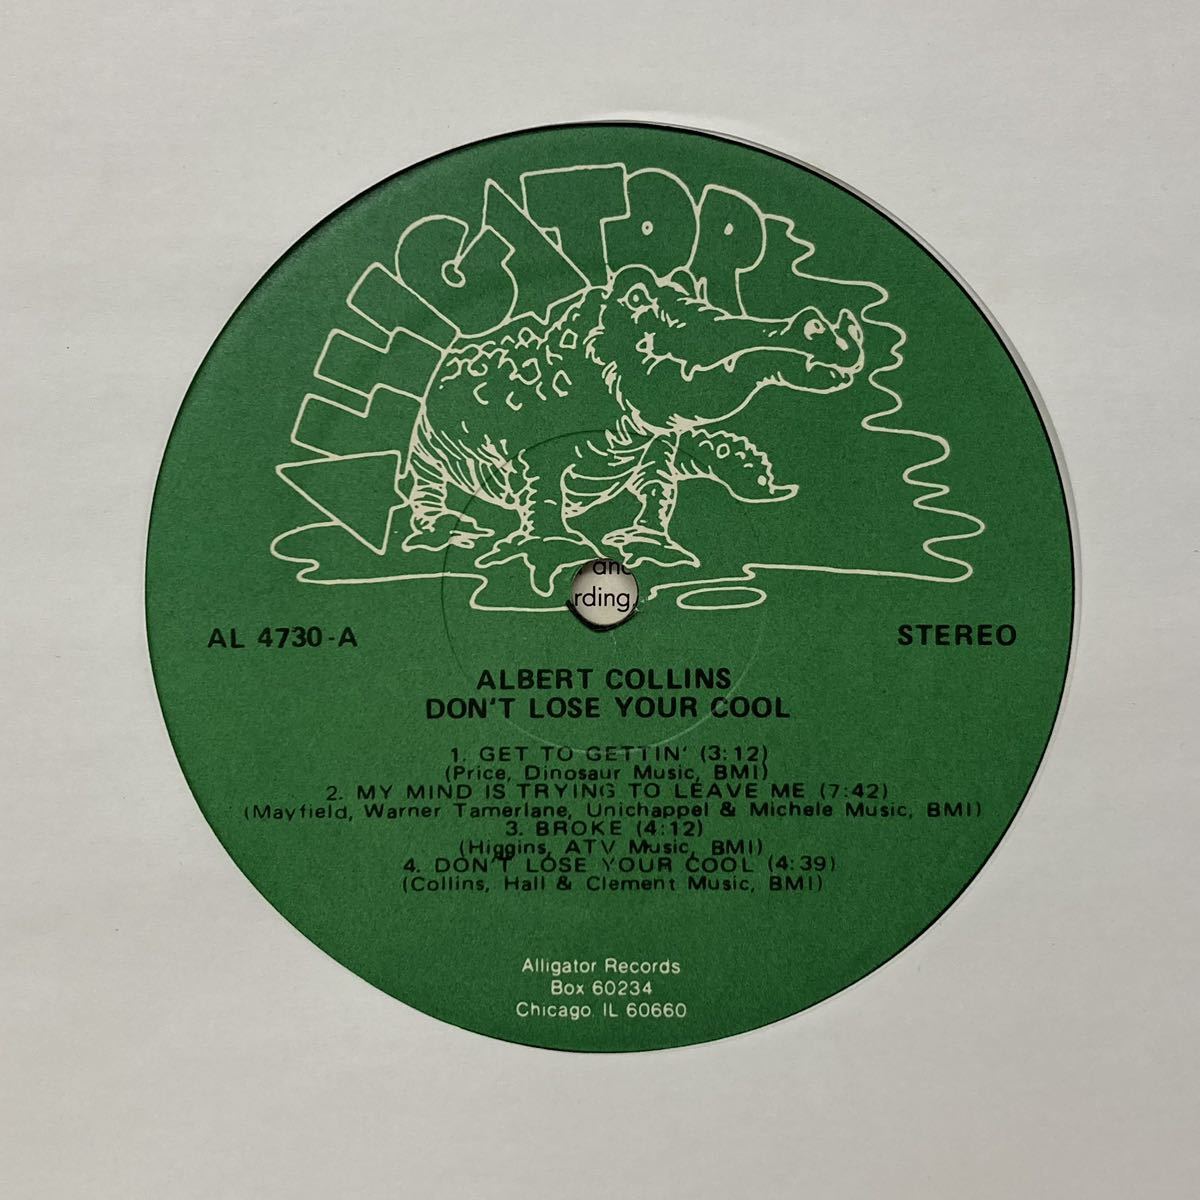 ALLIGATOR
. and
rding.
AL 4730-A
STEREO
ALBERT COLLINS
DON'T LOSE YOUR COOL
1. GET TO GETTIN' (3:12)
(Price, Dinosaur Music, BMI)
2. MY MIND IS TRYING TO LEAVE ME (7:42)
(Mayfield, Warner Tamerlane, Unichappel & Michele Music, BMI)
3. BROKE (4:12)
(Higgins, ATV Music, BMI)
4. DON'T LOSE YOUR COOL (4:39)
(Collins, Hall & Clement Music, BMI)
Alligator Records
Box 60234
Chicago, IL 60660